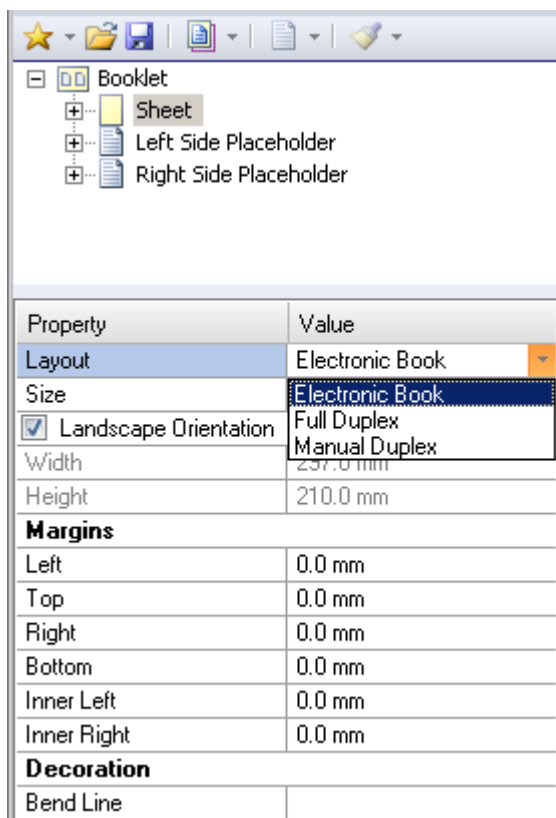 Booklet
Sheet
Left Side Placeholder
Right Side Placeholder
Property Value
Layout Electronic Book
Size Electronic Book
Full Duplex
Landscape Orientation
Manual Duplex
Width 297.0 mm
Height 210.0 mm
Margins
Left 0.0 mm
Top 0.0 mm
Right 0.0 mm
Bottom 0.0 mm
Inner Left 0.0 mm
Inner Right 0.0 mm
Decoration
Bend Line